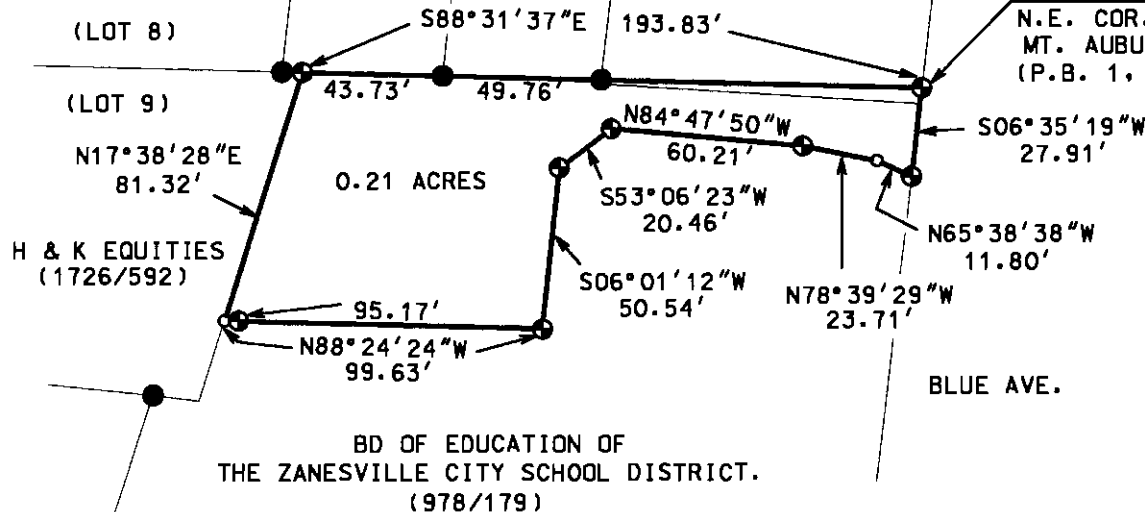 (LOT 8)
S88°31'37"E 193.83'
N.E. COR.
MT. AUBU
(P.B. 1,
43.73'
49.76'
(LOT 9)
N84°47'50"W
60.21'
S06°35'19"W
27.91'
N17°38'28"E
81.32'
0.21 ACRES
S53°06'23"W
20.46'
N65°38'38"W
11.80'
H & K EQUITIES
(1726/592)
S06°01'12"W
50.54'
N78°39'29"W
23.71'
95.17'
N88°24'24"W
99.63'
BLUE AVE.
BD OF EDUCATION OF
THE ZANESVILLE CITY SCHOOL DISTRICT.
(978/179)